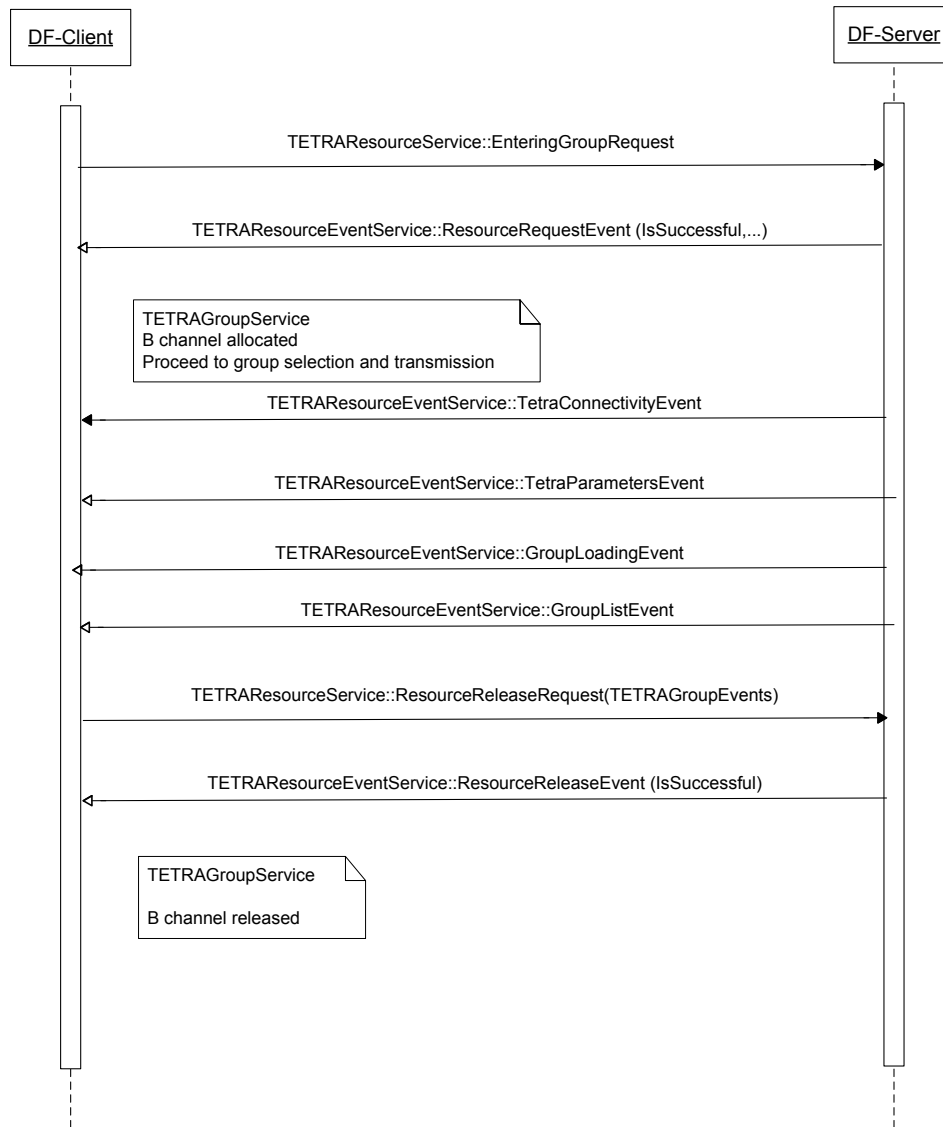 DF-Client
DF-Server
TETRAResourceService::EnteringGroupRequest
TETRAResourceEventService::ResourceRequestEvent (IsSuccessful,...)
TETRAGroupService
B channel allocated
Proceed to group selection and transmission
TETRAResourceEventService::TetraConnectivityEvent
TETRAResourceEventService::TetraParametersEvent
TETRAResourceEventService::GroupLoadingEvent
TETRAResourceEventService::GroupListEvent
TETRAResourceService::ResourceReleaseRequest(TETRAGroupEvents)
TETRAResourceEventService::ResourceReleaseEvent (IsSuccessful)
TETRAGroupService
B channel released